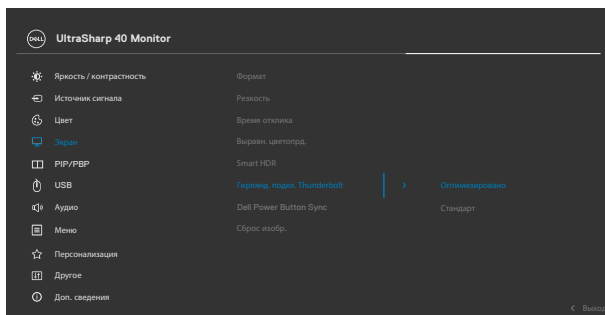 DELL UltraSharp 40 Monitor
Яркость / контрастность
Формат
Источник сигнала
Резкость
Цвет
Время отклика
Экран
Выравн. цветопрд.
PIP/PBP
Smart HDR
USB
Гирлянд. подкл. Thunderbolt
Оптимизировано
Аудио
Dell Power Button Sync
Стандарт
Меню
Сброс изобр.
Персонализация
Другое
Доп. сведения
Выход